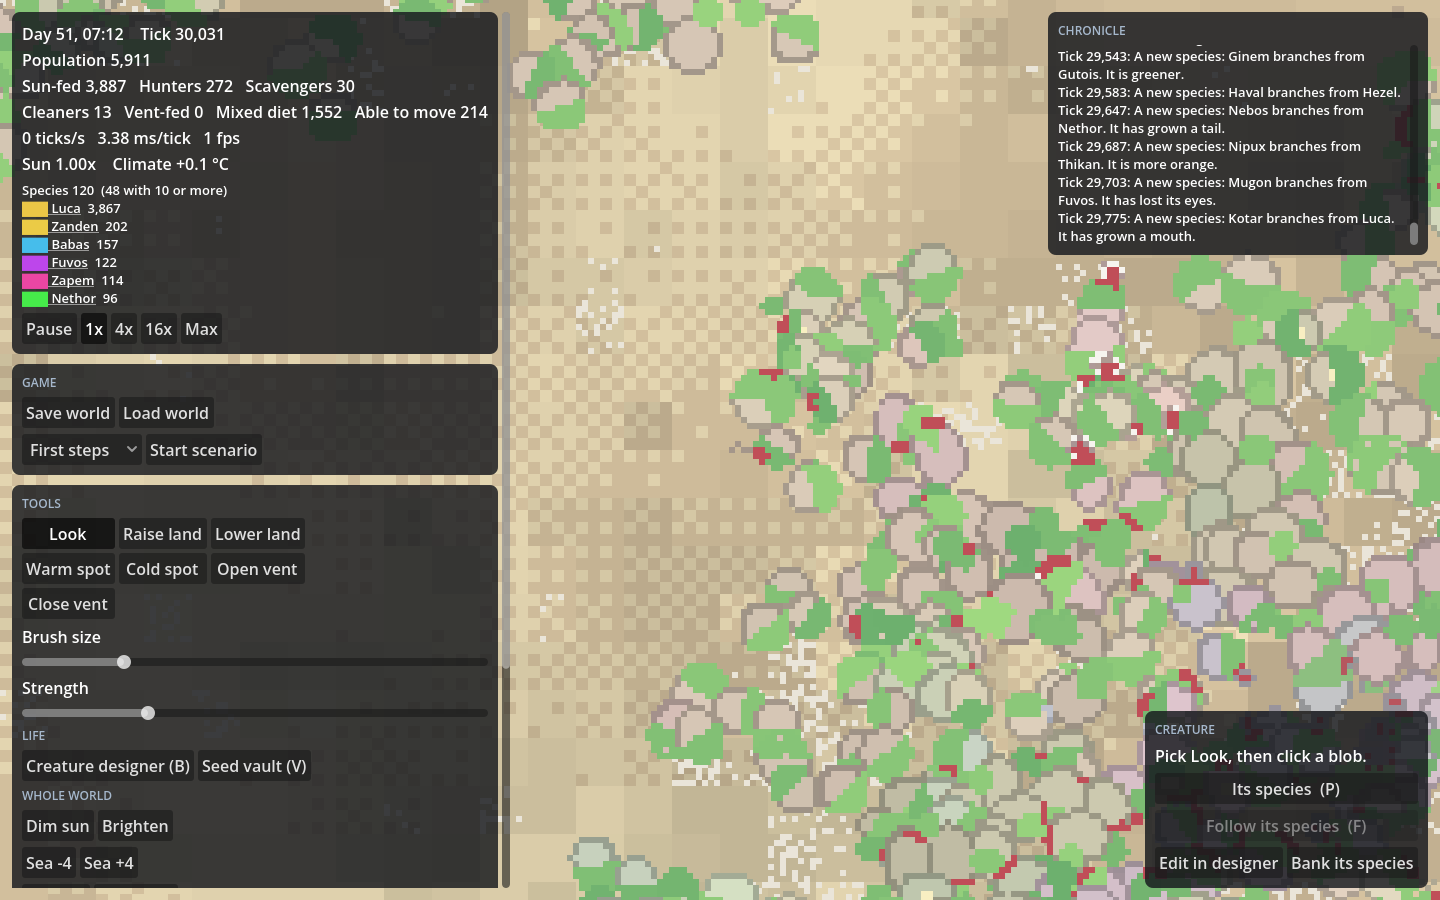 Day 51, 07:12 Tick 30,031
Population 5,911
Sun-fed 3,887 Hunters 272 Scavengers 30
Cleaners 13 Vent-fed 0 Mixed diet 1,552 Able to move 214
0 ticks/s 3.38 ms/tick 1 fps
Sun 1.00x Climate +0.1 °C
Species 120 (48 with 10 or more)
Luca 3,867
Zanden 202
Babas 157
Fuvos 122
Zapem 114
Nethor 96
Pause 1x 4x 16x Max
GAME
Save world Load world
First steps Start scenario
TOOLS
Look Raise land Lower land
Warm spot Cold spot Open vent
Close vent
Brush size
Strength
LIFE
Creature designer (B) Seed vault (V)
WHOLE WORLD
Dim sun Brighten
Sea -4 Sea +4
CHRONICLE
Tick 29,543: A new species: Ginem branches from
Gutois. It is greener.
Tick 29,583: A new species: Haval branches from Hezel.
Tick 29,647: A new species: Nebos branches from
Nethor. It has grown a tail.
Tick 29,687: A new species: Nipux branches from
Thikan. It is more orange.
Tick 29,703: A new species: Mugon branches from
Fuvos. It has lost its eyes.
Tick 29,775: A new species: Kotar branches from Luca.
It has grown a mouth.
CREATURE
Pick Look, then click a blob.
Its species (P)
Follow its species (F)
Edit in designer Bank its species